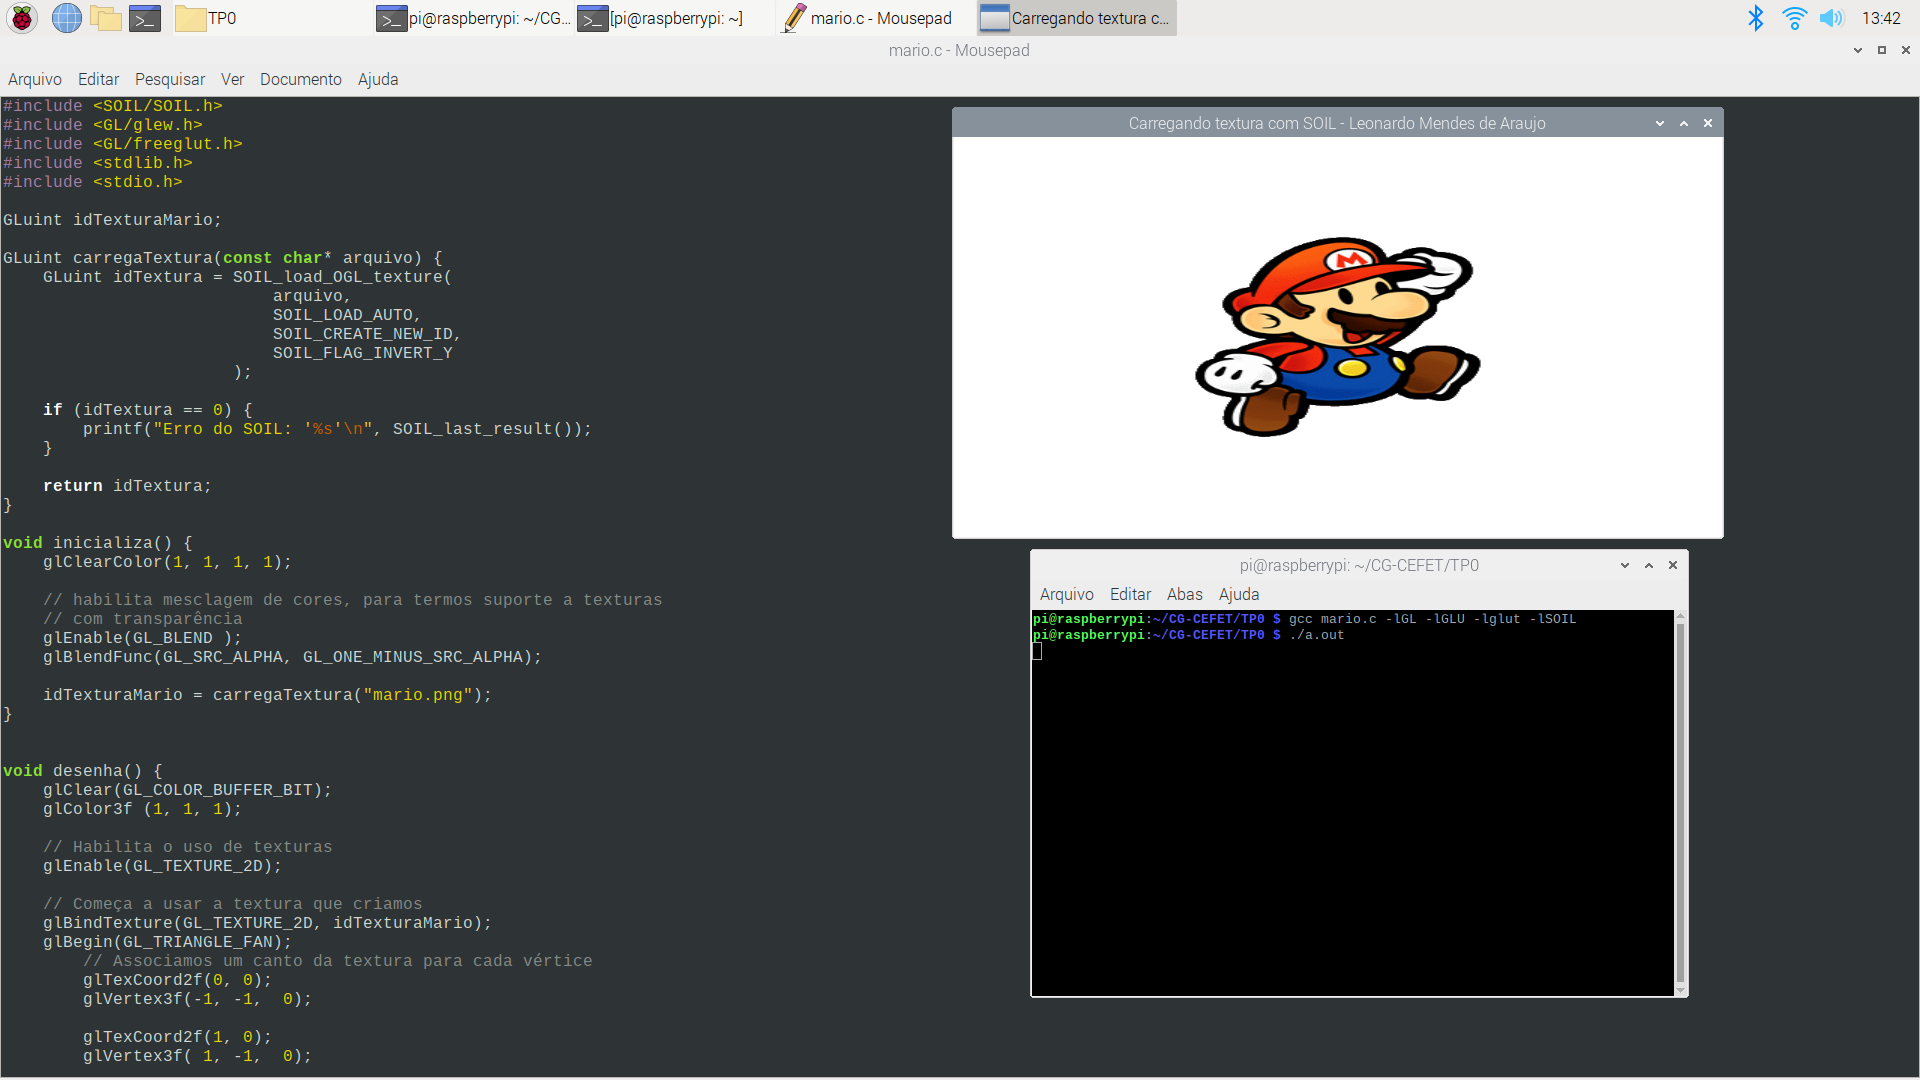 TP0
pi@raspberrypi: ~/CG...
[pi@raspberrypi: ~]
mario.c - Mousepad
Carregando textura c...
13:42
mario.c - Mousepad
Arquivo Editar Pesquisar Ver Documento Ajuda
#include <SOIL/SOIL.h>
#include <GL/glew.h>
#include <GL/freeglut.h>
#include <stdlib.h>
#include <stdio.h>
GLuint idTexturaMario;
GLuint carregaTextura(const char* arquivo) {
GLuint idTextura = SOIL_load_OGL_texture(
arquivo,
SOIL_LOAD_AUTO,
SOIL_CREATE_NEW_ID,
SOIL_FLAG_INVERT_Y
);
if (idTextura == 0) {
printf("Erro do SOIL: '%s'\n", SOIL_last_result());
}
return idTextura;
}
void inicializa() {
glClearColor(1, 1, 1, 1);
// habilita mesclagem de cores, para termos suporte a texturas
// com transparência
glEnable(GL_BLEND );
glBlendFunc(GL_SRC_ALPHA, GL_ONE_MINUS_SRC_ALPHA);
idTexturaMario = carregaTextura("mario.png");
}
void desenha() {
glClear(GL_COLOR_BUFFER_BIT);
glColor3f (1, 1, 1);
// Habilita o uso de texturas
glEnable(GL_TEXTURE_2D);
// Começa a usar a textura que criamos
glBindTexture(GL_TEXTURE_2D, idTexturaMario);
glBegin(GL_TRIANGLE_FAN);
// Associamos um canto da textura para cada vértice
glTexCoord2f(0, 0);
glVertex3f(-1, -1,  0);
glTexCoord2f(1, 0);
glVertex3f( 1, -1,  0);
Carregando textura com SOIL - Leonardo Mendes de Araujo
M
pi@raspberrypi: ~/CG-CEFET/TP0
Arquivo Editar Abas Ajuda
pi@raspberrypi:~/CG-CEFET/TP0 $ gcc mario.c -lGL -lGLU -lglut -lSOIL
pi@raspberrypi:~/CG-CEFET/TP0 $ ./a.out